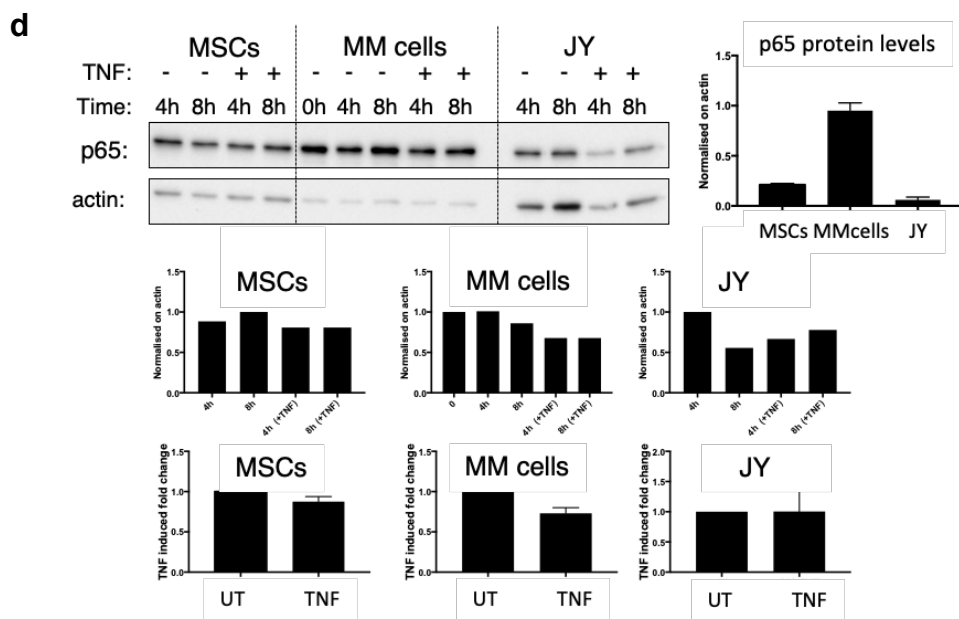 d
MSCs MM cells JY
TNF: - - + + - - - + + - - + +
Time: 4h 8h 4h 8h 0h 4h 8h 4h 8h 4h 8h 4h 8h
p65:
actin:
p65 protein levels
Normalised on actin
1.5
1.0
0.5
0.0
MSCs MMcells JY
MSCs
Normalised on actin
1.5
1.0
0.5
0.0
4h 8h 4h (+TNF) 8h (+TNF)
MM cells
Normalised on actin
1.5
1.0
0.5
0.0
0 4h 8h 4h (+TNF) 8h (+TNF)
JY
Normalised on actin
1.5
1.0
0.5
0.0
4h 8h 4h (+TNF) 8h (+TNF)
MSCs
TNF induced fold change
1.5
1.0
0.5
0.0
UT TNF
MM cells
TNF induced fold change
1.5
1.0
0.5
0.0
UT TNF
JY
TNF induced fold change
2.0
1.5
1.0
0.5
0.0
UT TNF